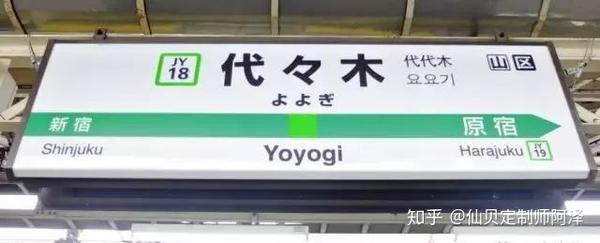 JY
18
代々木
代代木
요요기
山 区
よよぎ
新宿
原宿
Shinjuku
Yoyogi
Harajuku
JY
19
知乎 @仙贝定制师阿泽